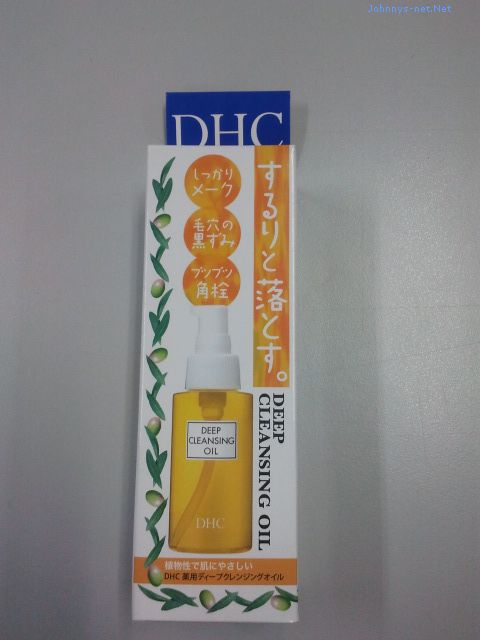 Johnnys-net.Net
DHC
しっかり
メーク
毛穴の
黒ずみ
ブツブツ
角栓
するりと落とす。
DEEP
CLEANSING OIL
DEEP
CLEANSING
OIL
DHC
植物性で肌にやさしい
DHC 薬用ディープクレンジングオイル